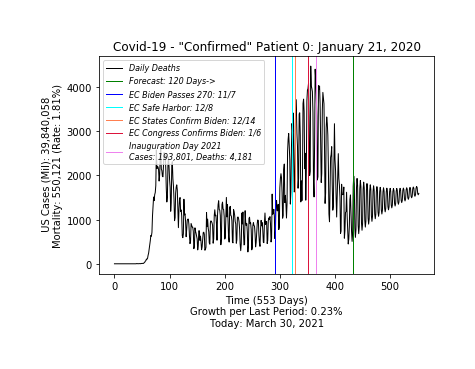 Covid-19 - "Confirmed" Patient 0: January 21, 2020
US Cases (Mil): 39,840,058
Mortality: 550,121 (Rate: 1.81%)
4000
3000
2000
1000
0
Daily Deaths
Forecast: 120 Days->
EC Biden Passes 270: 11/7
EC Safe Harbor: 12/8
EC States Confirm Biden: 12/14
EC Congress Confirms Biden: 1/6
Inauguration Day 2021
Cases: 193,801, Deaths: 4,181
0 100 200 300 400 500
Time (553 Days)
Growth per Last Period: 0.23%
Today: March 30, 2021